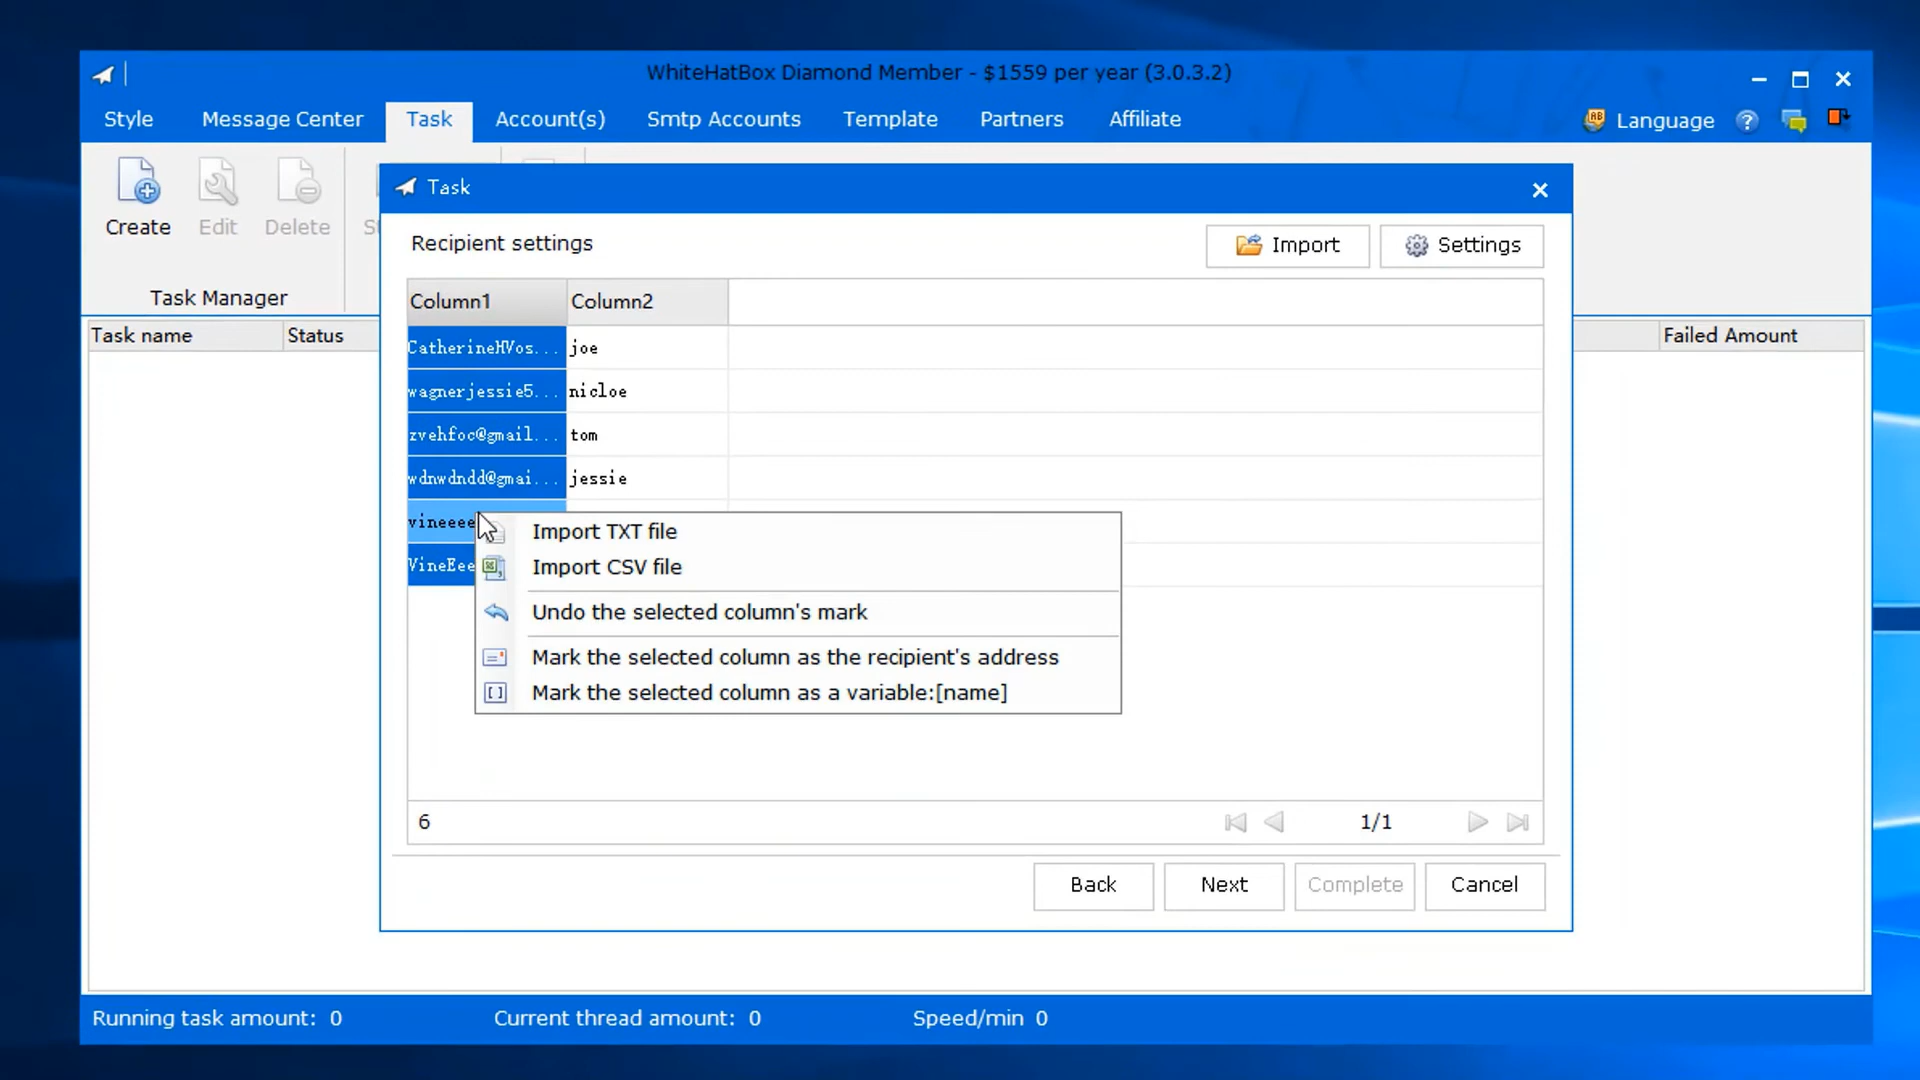 WhiteHatBox Diamond Member - $1559 per year (3.0.3.2)
Style Message Center Task Account(s) Smtp Accounts Template Partners Affiliate Language
Create Edit Delete
Task Manager
Task name Status Failed Amount
Task
Recipient settings Import Settings
Column1 Column2
CatherineHVos... joe
wagnerjessie5... nicloe
zvehfoc@gmail... tom
wdnwdndd@gmai... jessie
vineeee
VineEee
Import TXT file
Import CSV file
Undo the selected column's mark
Mark the selected column as the recipient's address
Mark the selected column as a variable:[name]
6 1/1
Back Next Complete Cancel
Running task amount: 0 Current thread amount: 0 Speed/min 0